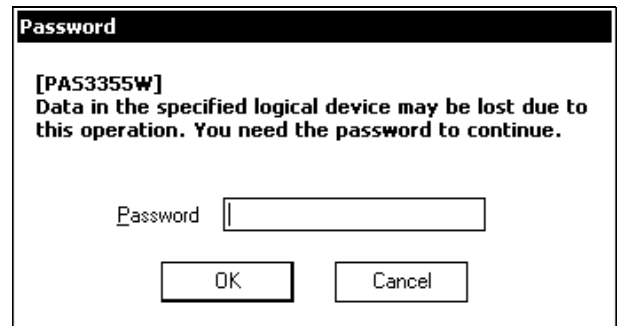 Password
[PAS3355W]
Data in the specified logical device may be lost due to
this operation. You need the password to continue.
Password
OK
Cancel